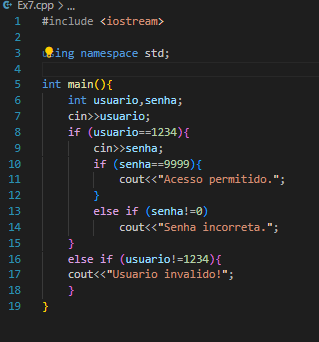 Ex7.cpp > ...
1 #include <iostream>
2
3 using namespace std;
4
5 int main(){
6 int usuario,senha;
7 cin>>usuario;
8 if (usuario==1234){
9 cin>>senha;
10 if (senha==9999){
11 cout<<"Acesso permitido.";
12 }
13 else if (senha!=0)
14 cout<<"Senha incorreta.";
15 }
16 else if (usuario!=1234){
17 cout<<"Usuario invalido!";
18 }
19 }